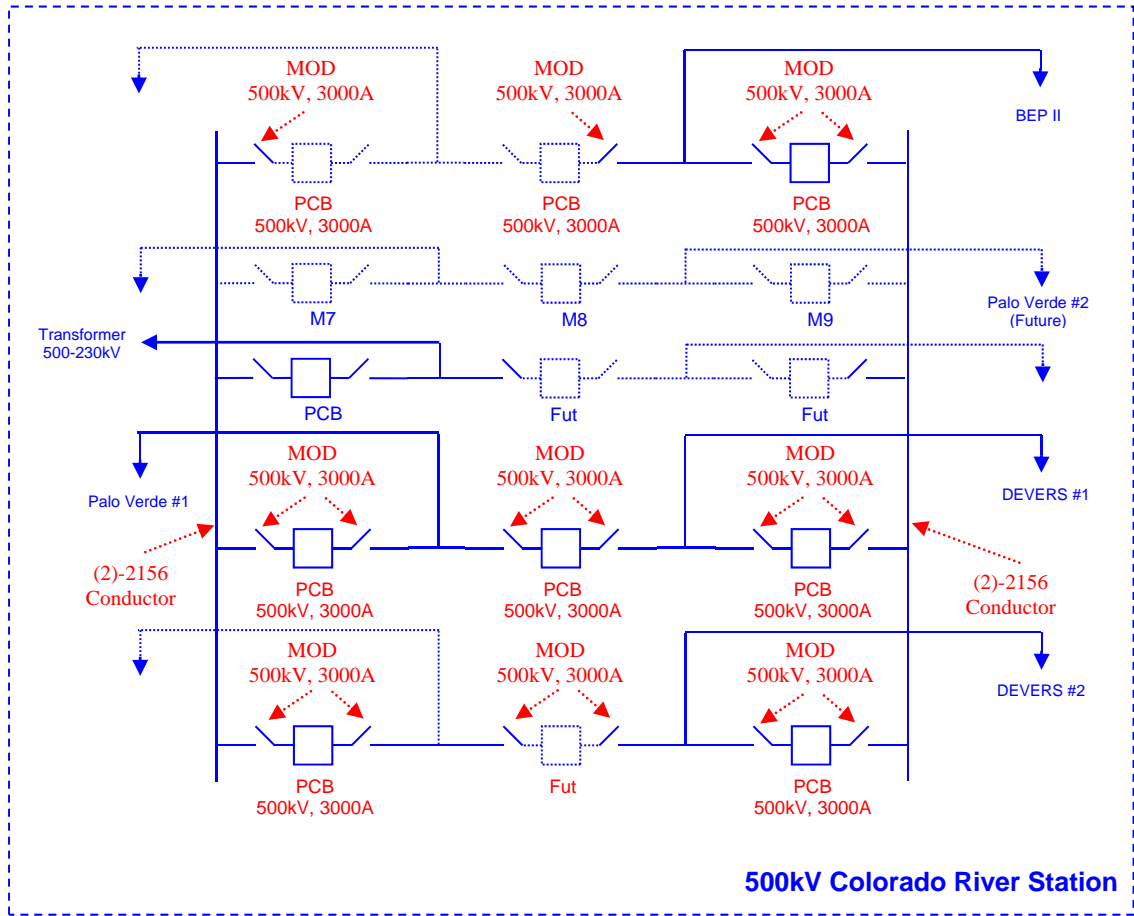 MOD
500kV, 3000A
MOD
500kV, 3000A
MOD
500kV, 3000A
BEP II
PCB
500kV, 3000A
PCB
500kV, 3000A
PCB
500kV, 3000A
M7
M8
M9
Palo Verde #2
(Future)
Transformer
500-230kV
PCB
Fut
Fut
MOD
500kV, 3000A
MOD
500kV, 3000A
MOD
500kV, 3000A
Palo Verde #1
DEVERS #1
(2)-2156
Conductor
PCB
500kV, 3000A
PCB
500kV, 3000A
PCB
500kV, 3000A
(2)-2156
Conductor
MOD
500kV, 3000A
MOD
500kV, 3000A
MOD
500kV, 3000A
DEVERS #2
PCB
500kV, 3000A
Fut
PCB
500kV, 3000A
500kV Colorado River Station